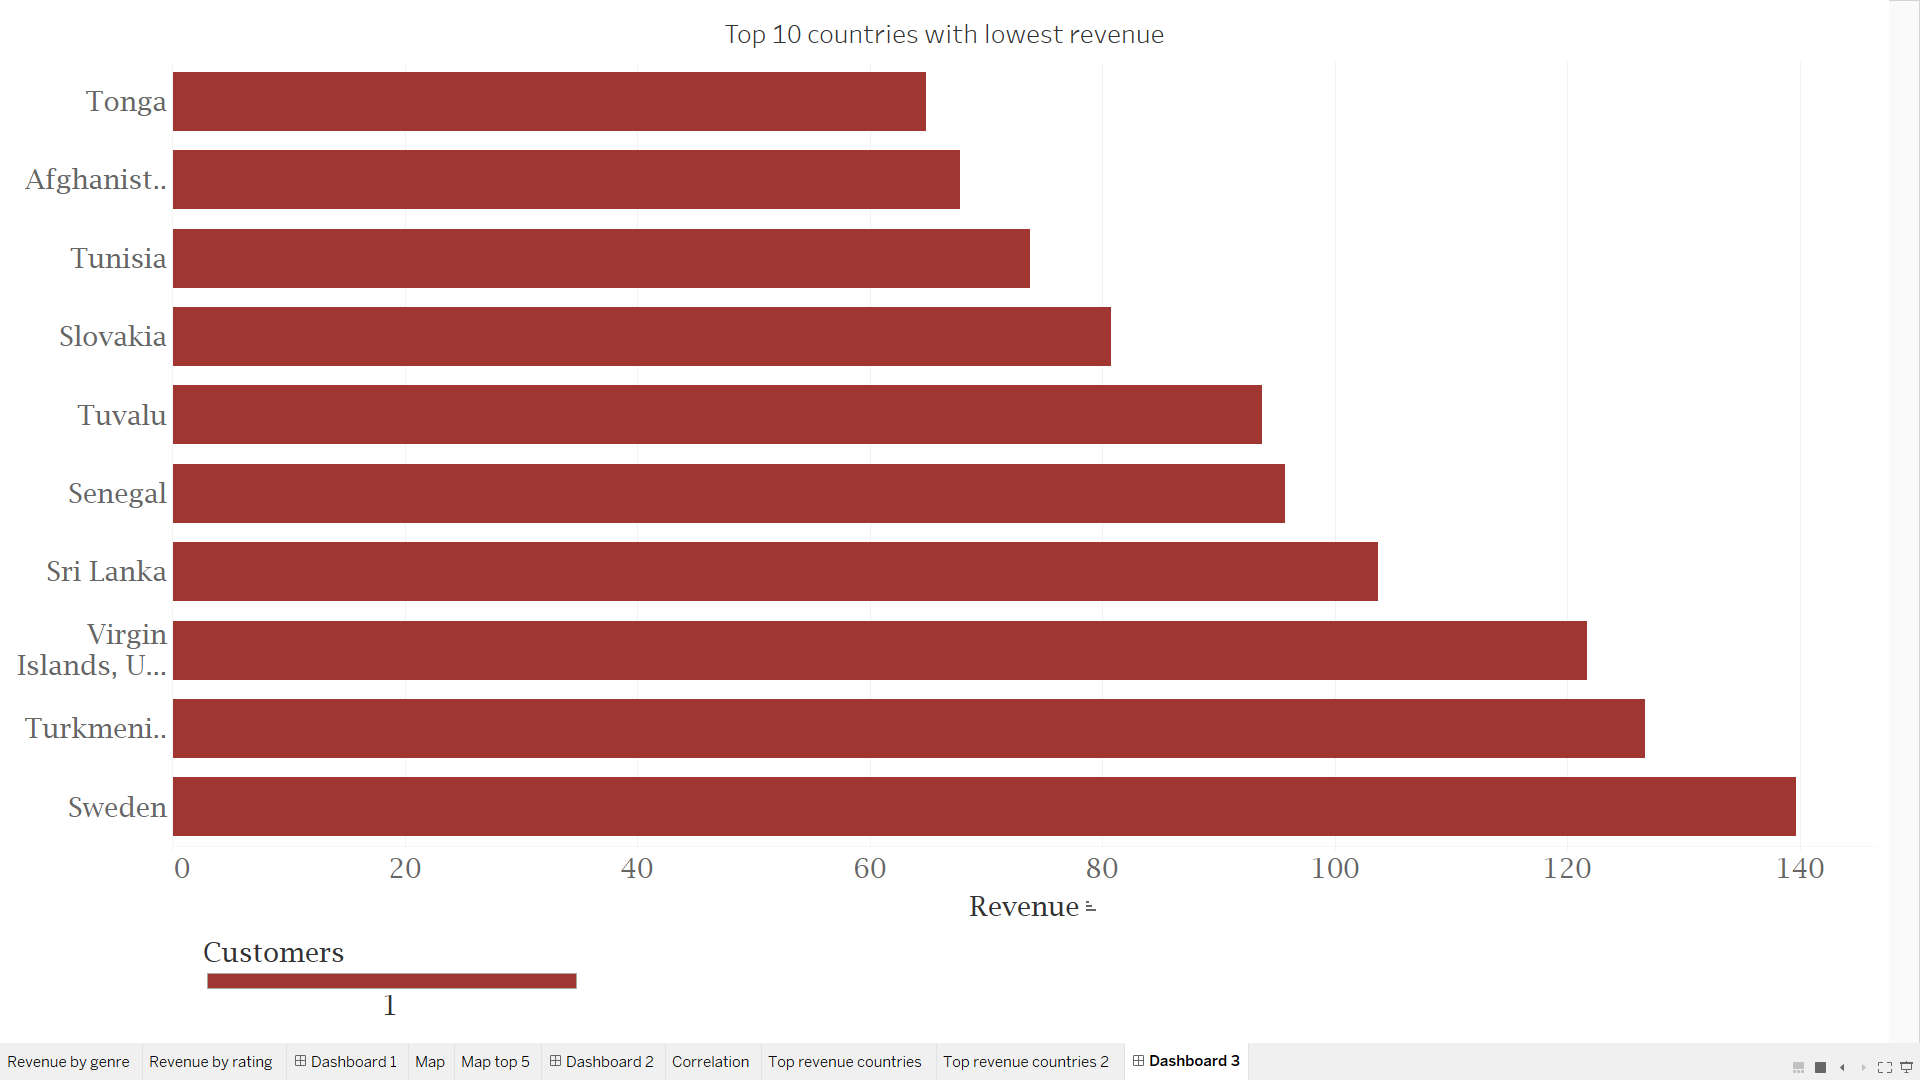 Top 10 countries with lowest revenue
Tonga
Afghanist..
Tunisia
Slovakia
Tuvalu
Senegal
Sri Lanka
Virgin
Islands, U...
Turkmeni..
Sweden
0 20 40 60 80 100 120 140
Revenue
Customers
1
Revenue by genre Revenue by rating Dashboard 1 Map Map top 5 Dashboard 2 Correlation Top revenue countries Top revenue countries 2 Dashboard 3